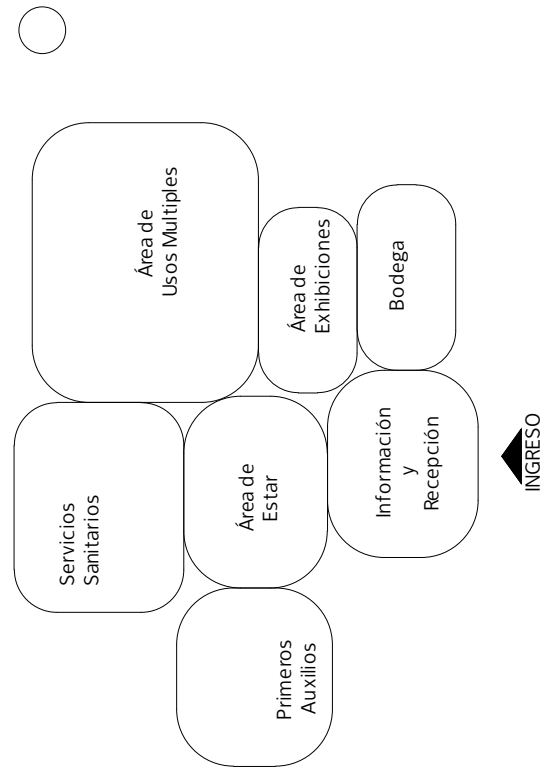 Servicios
Sanitarios
Área de
Usos Multiples
Primeros
Auxilios
Área de
Estar
Área de
Exhibiciones
Información
y
Recepción
Bodega
INGRESO